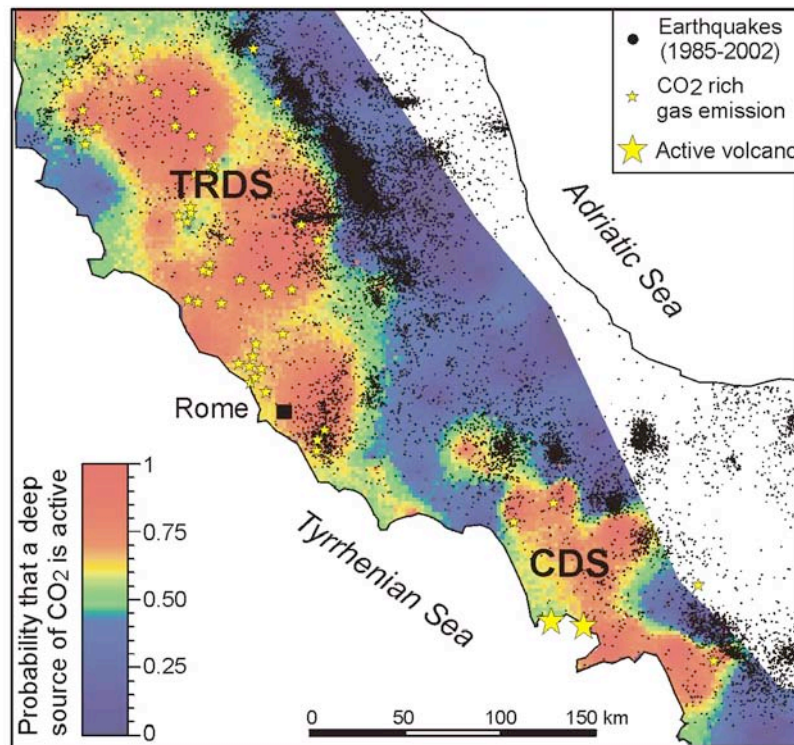 Earthquakes
(1985-2002)
CO2 rich
gas emission
Active volcano
TRDS
Adriatic Sea
Rome
Probability that a deep
source of CO2 is active
1
0.75
0.50
0.25
0
Tyrrhenian Sea
CDS
0 50 100 150 km